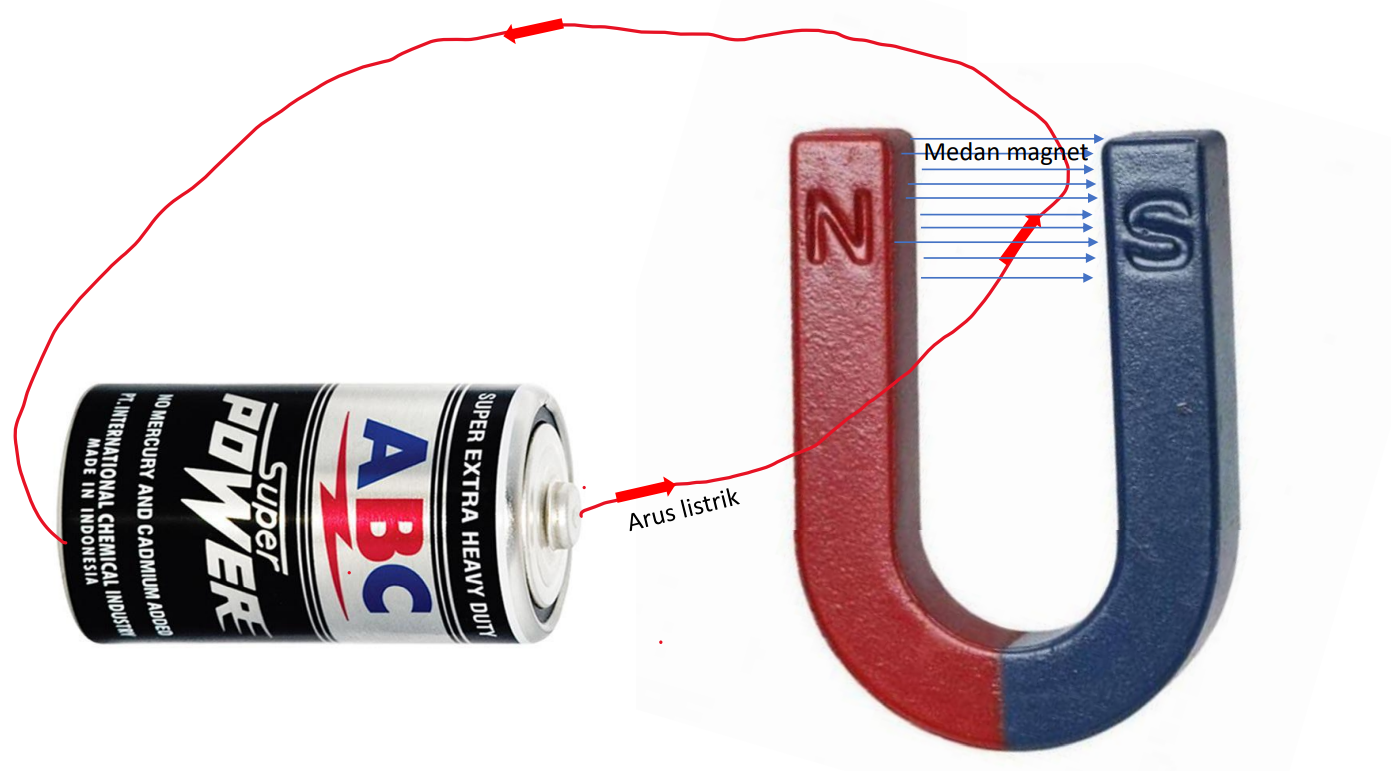 Medan magnet
N
S
Arus listrik
SUPER EXTRA HEAVY DUTY
ABC
Super
POWER
NO MERCURY AND CADMIUM ADDED
PT. INTERNATIONAL CHEMICAL INDUSTRY
MADE IN INDONESIA